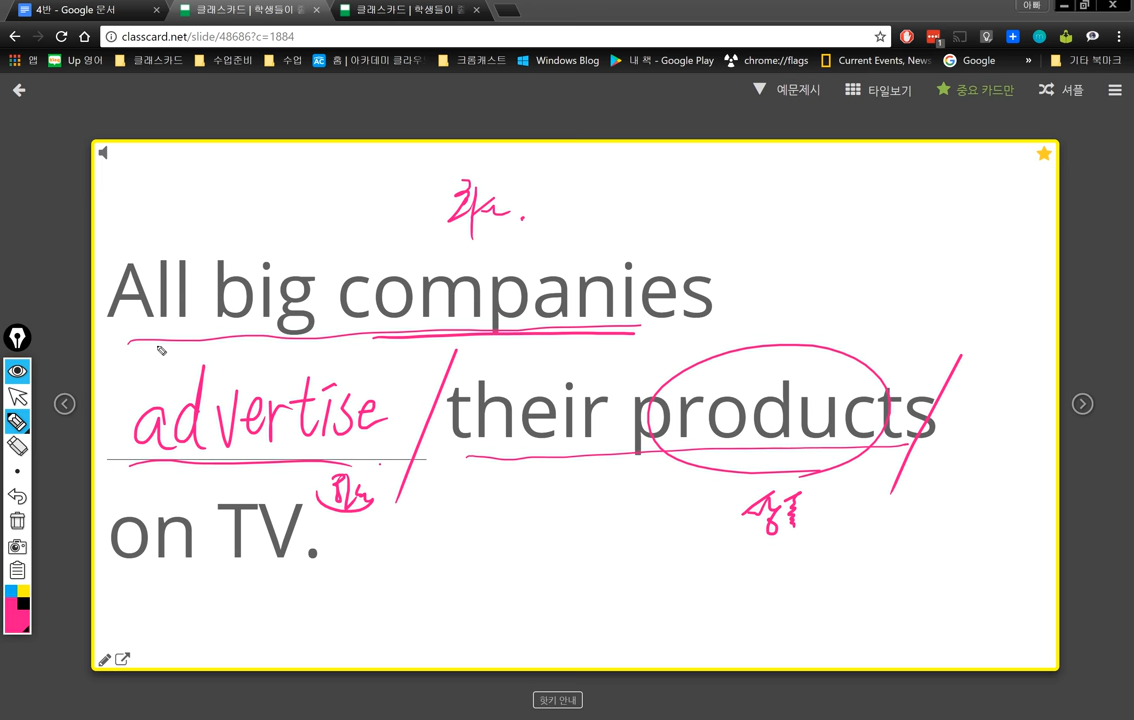 4반 - Google 문서
클래스카드 | 학생들이 줄
클래스카드 | 학생들이 줄
아빠
classcard.net/slide/48686?c=1884
앱 Up 영어 클래스카드 수업준비 수업 홈 | 아카데미 클라우 크롬캐스트 Windows Blog 내 책 - Google Play chrome://flags Current Events, New Google » 기타 북마크
예문제시 타일보기 중요 카드만 셔플
All big companies
advertise their products
상품
on TV.
핫키 안내